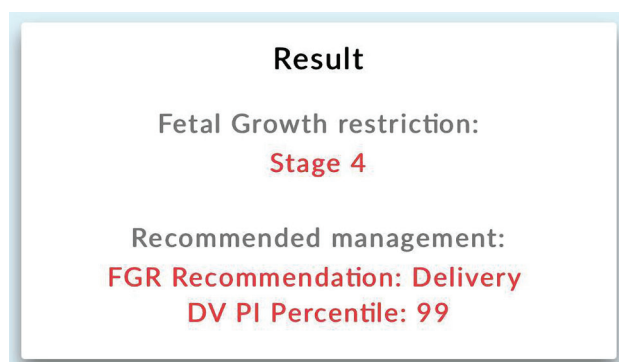 Result
Fetal Growth restriction:
Stage 4
Recommended management:
FGR Recommendation: Delivery
DV PI Percentile: 99